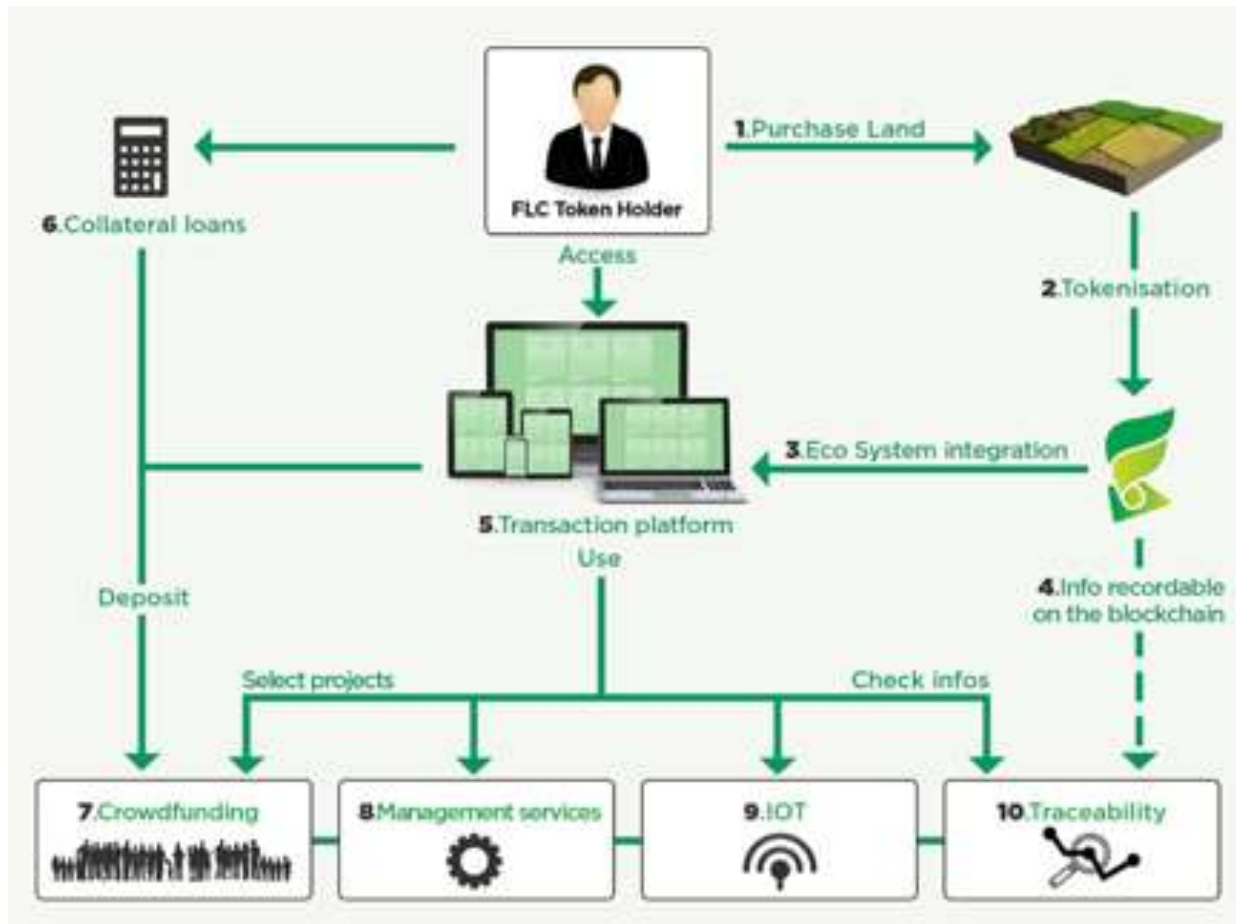 FLC Token Holder
1.Purchase Land
6.Collateral loans
Access
2.Tokenisation
3.Eco System integration
5.Transaction platform
Use
Deposit
4.Info recordable
on the blockchain
Select projects
Check infos
7.Crowdfunding
8.Management services
9.IOT
10.Traceability